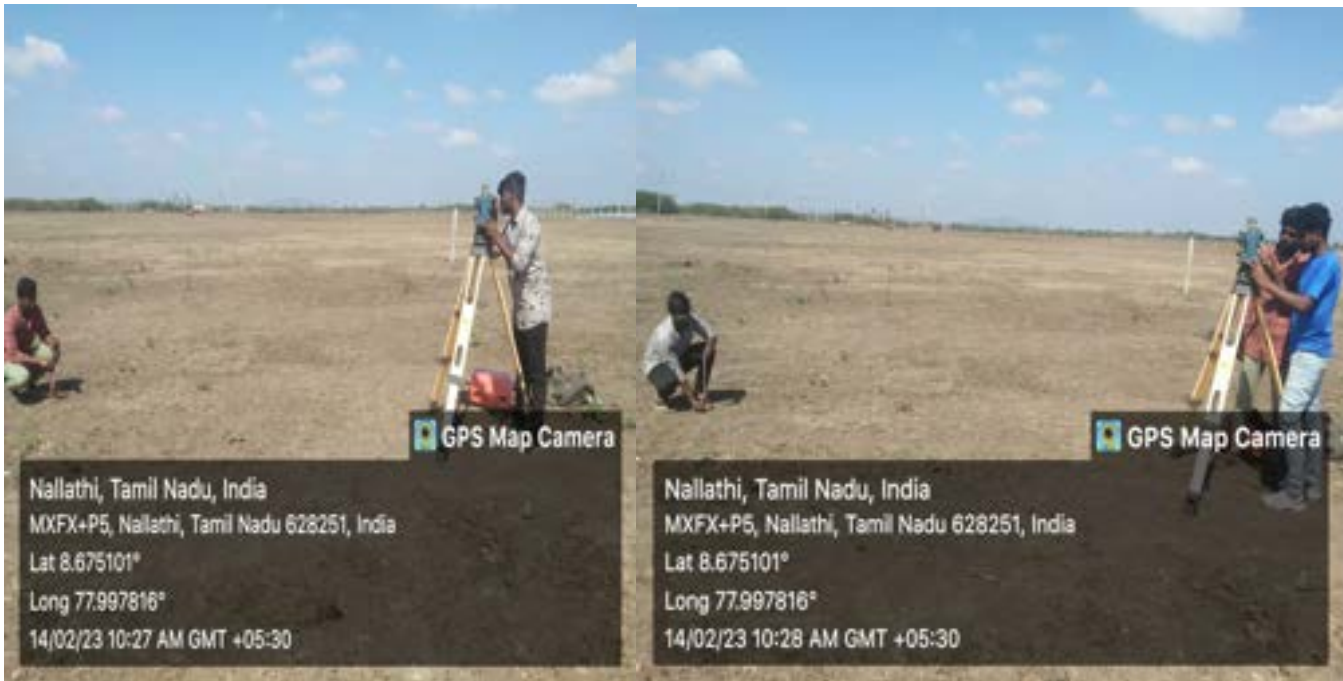 GPS Map Camera
Nallathi, Tamil Nadu, India
MXFX+P5, Nallathi, Tamil Nadu 628251, India
Lat 8.675101°
Long 77.997816°
14/02/23 10:27 AM GMT +05:30
GPS Map Camera
Nallathi, Tamil Nadu, India
MXFX+P5, Nallathi, Tamil Nadu 628251, India
Lat 8.675101°
Long 77.997816°
14/02/23 10:28 AM GMT +05:30